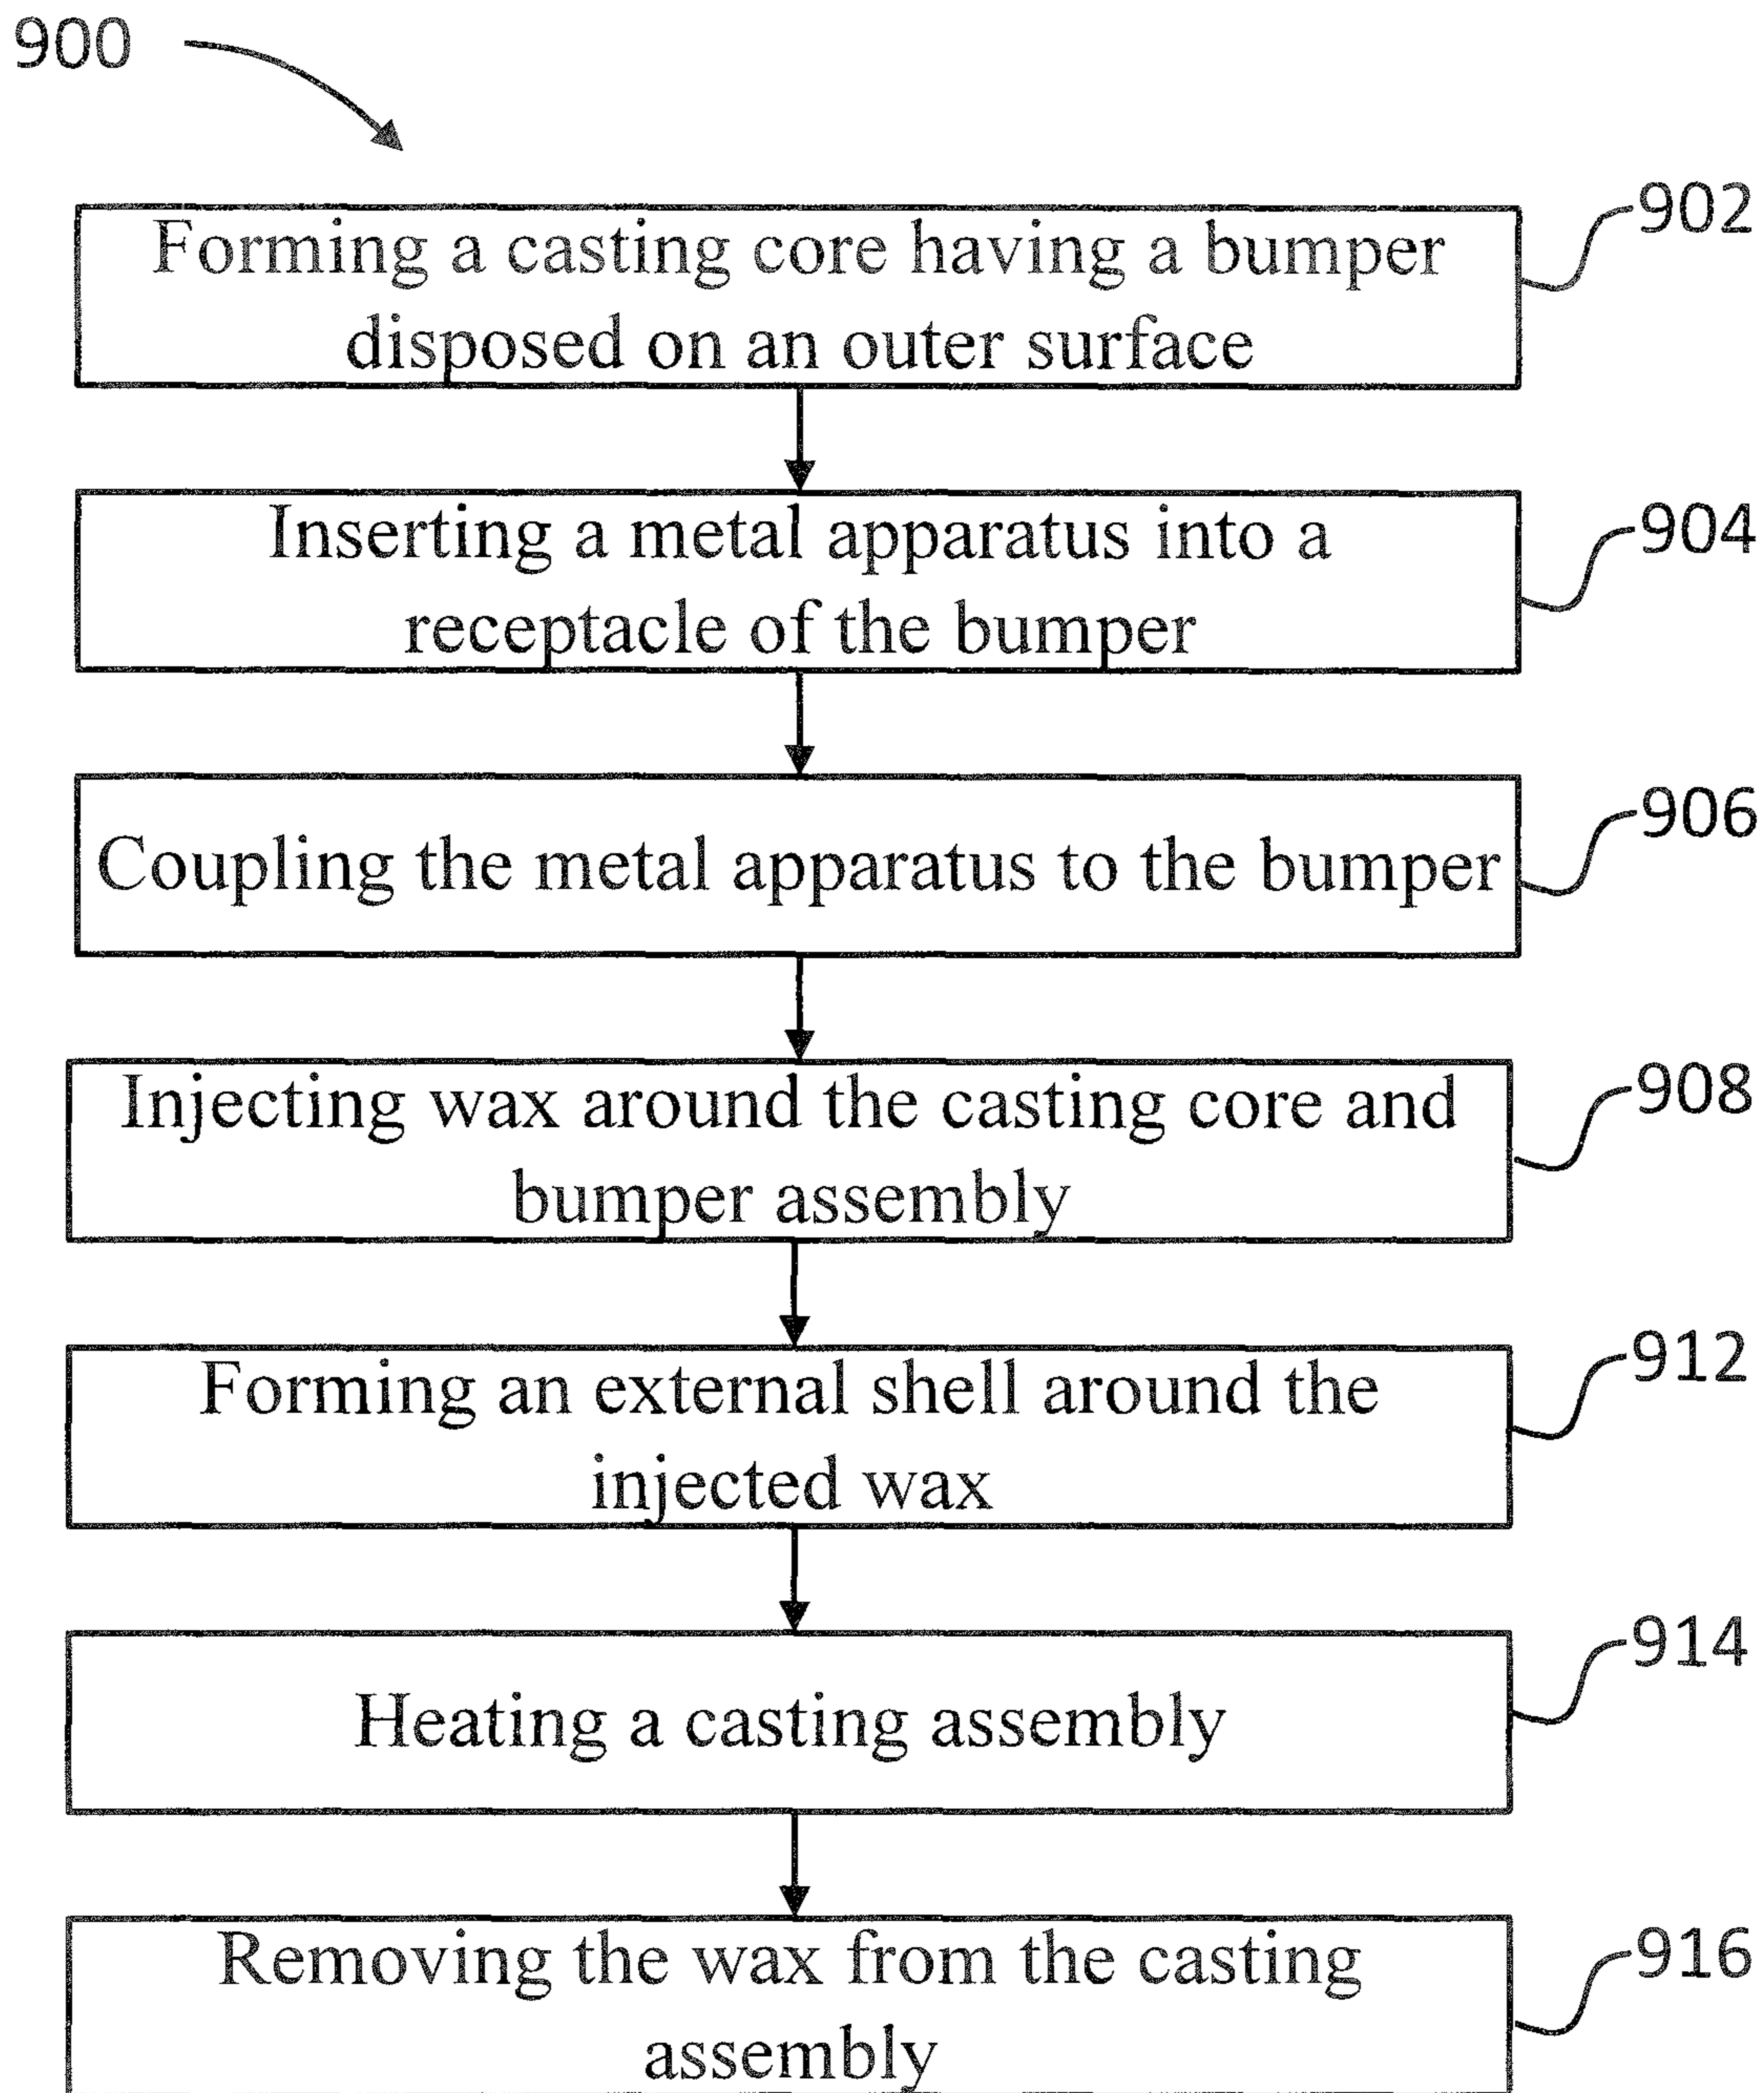 900
902
Forming a casting core having a bumper
disposed on an outer surface
904
Inserting a metal apparatus into a
receptacle of the bumper
906
Coupling the metal apparatus to the bumper
908
Injecting wax around the casting core and
bumper assembly
912
Forming an external shell around the
injected wax
914
Heating a casting assembly
916
Removing the wax from the casting
assembly